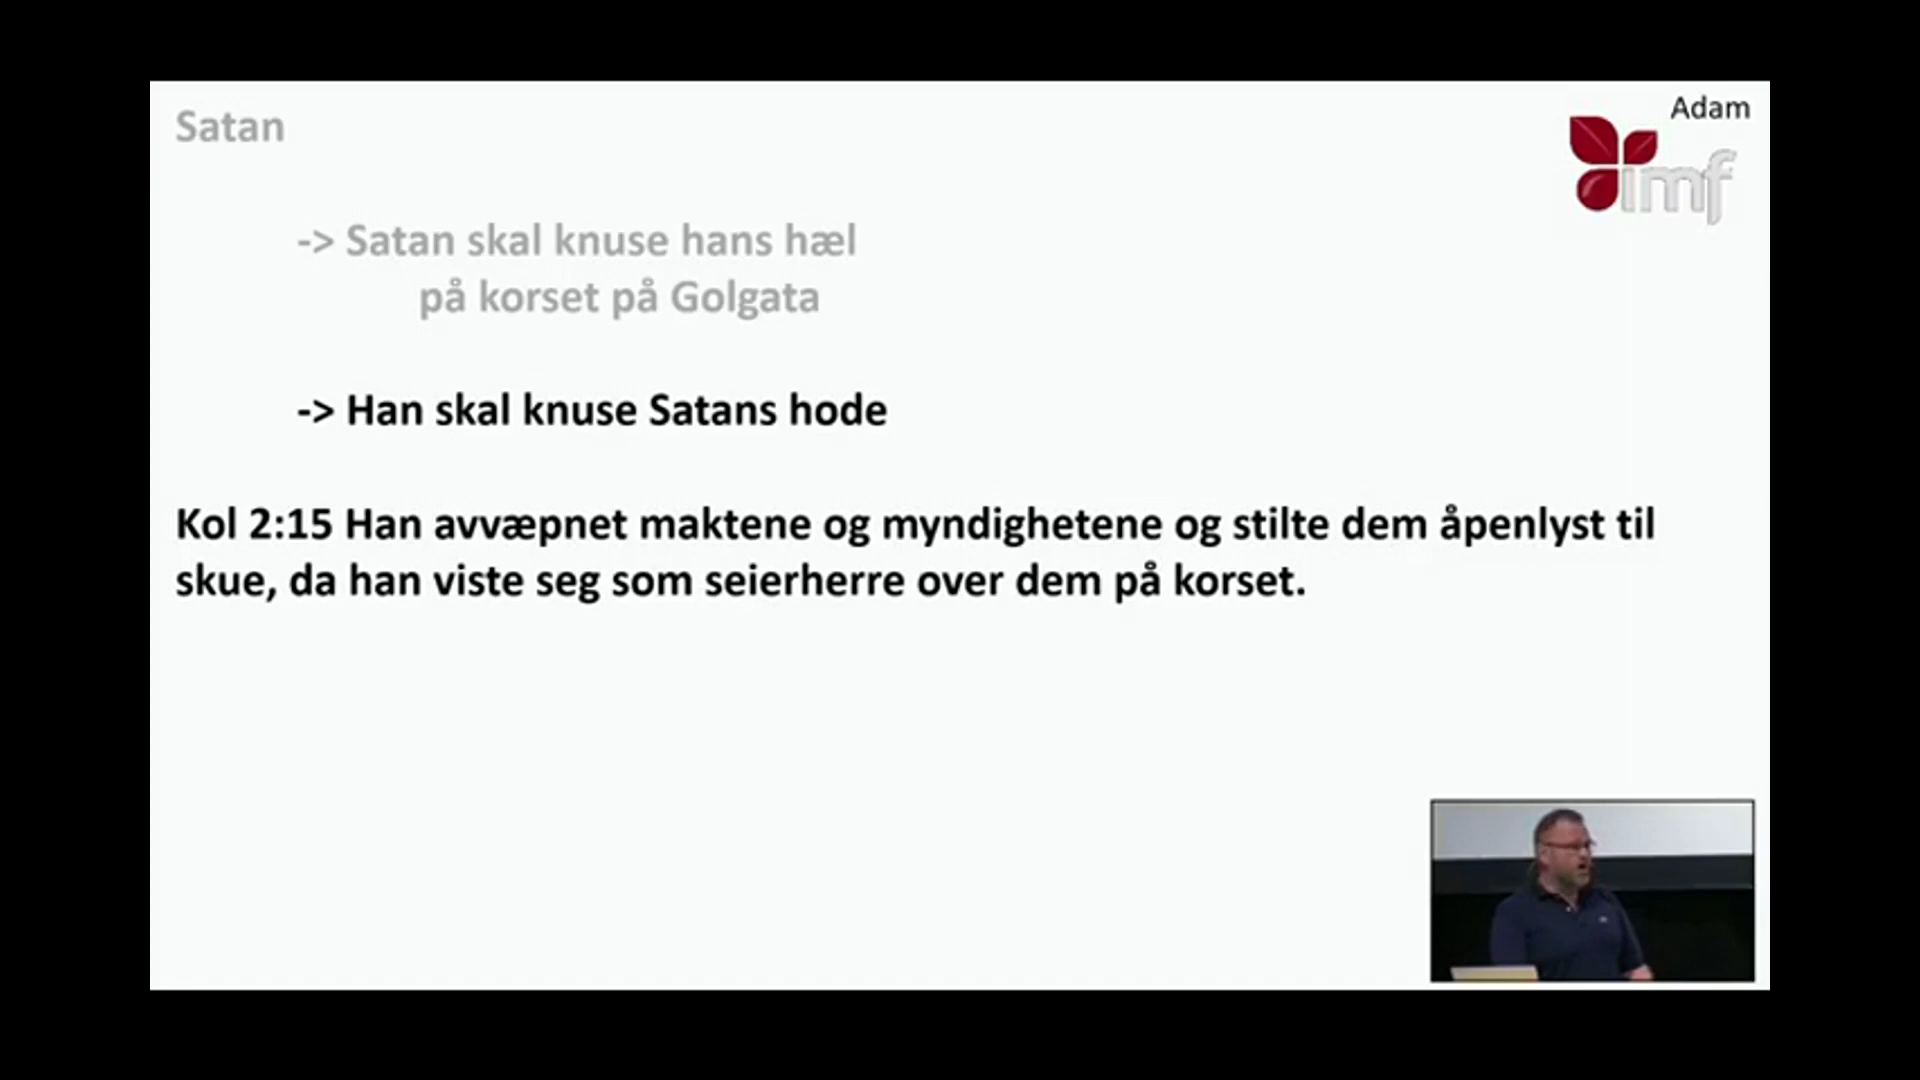 Satan
Adam
imf
-> Satan skal knuse hans hæl
på korset på Golgata
-> Han skal knuse Satans hode
Kol 2:15 Han avvæpnet maktene og myndighetene og stilte dem åpenlyst til
skue, da han viste seg som seierherre over dem på korset.